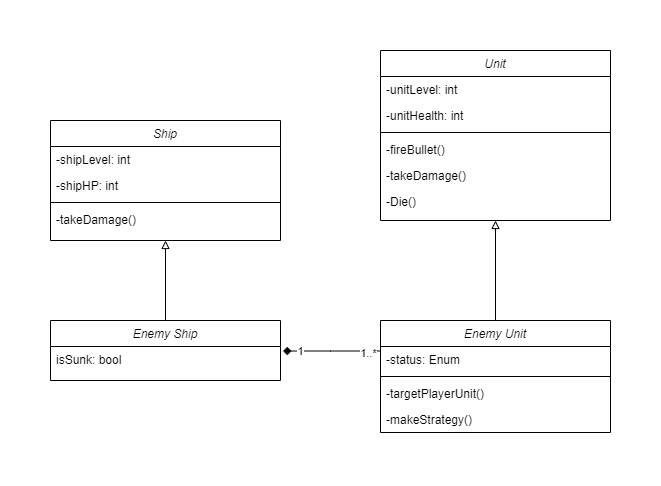 Unit
-unitLevel: int
-unitHealth: int
-fireBullet()
-takeDamage()
-Die()
Ship
-shipLevel: int
-shipHP: int
-takeDamage()
Enemy Ship
isSunk: bool
1
1..*
Enemy Unit
-status: Enum
-targetPlayerUnit()
-makeStrategy()